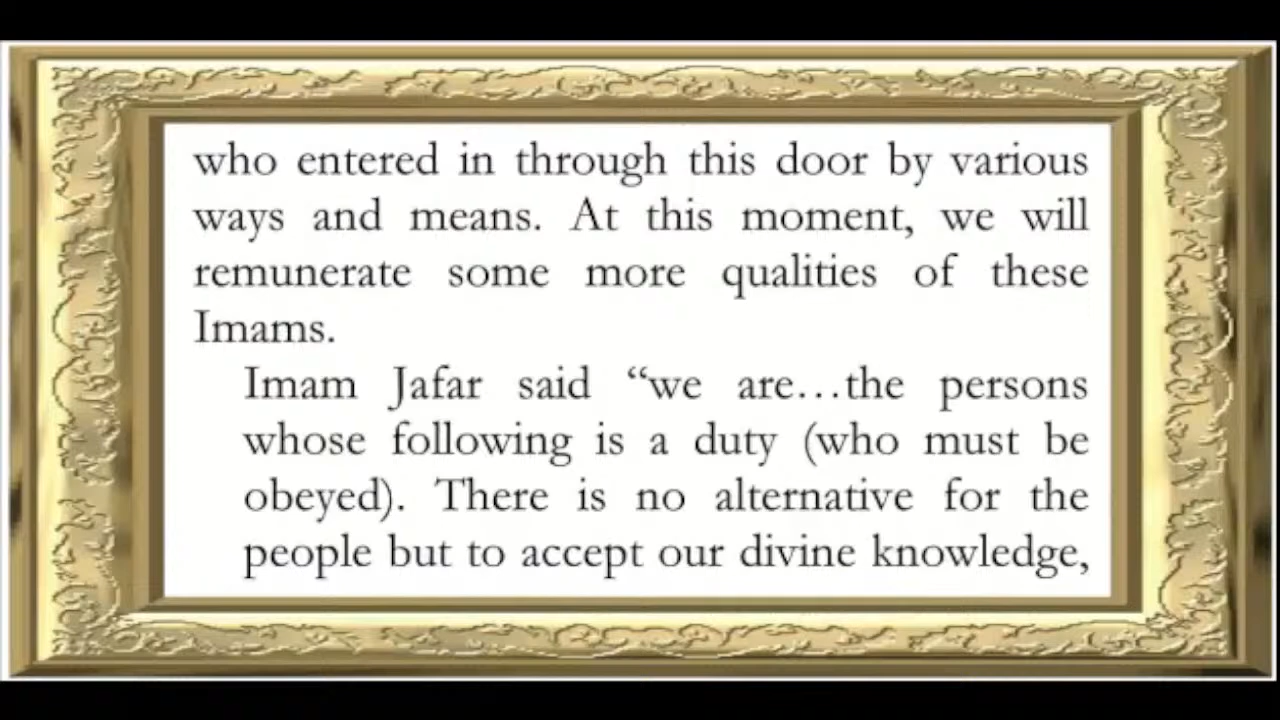 who entered in through this door by various
ways and means. At this moment, we will
remunerate some more qualities of these
Imams.
Imam Jafar said “we are…the persons
whose following is a duty (who must be
obeyed). There is no alternative for the
people but to accept our divine knowledge,